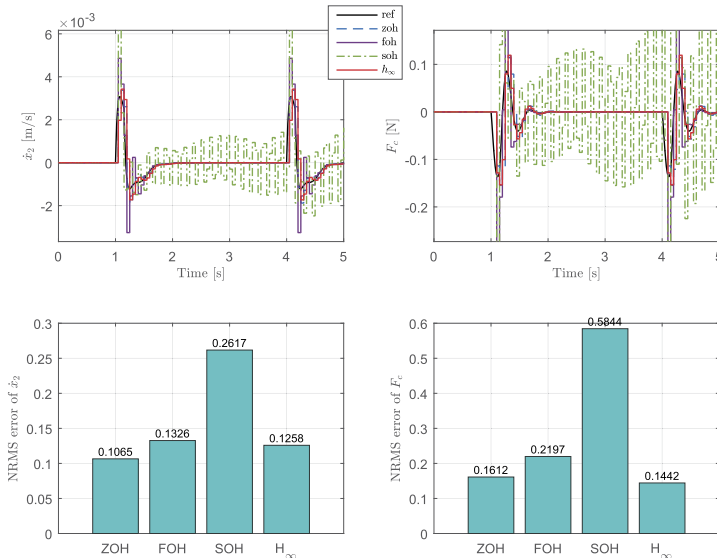 ×10⁻³
6
4
2
0
-2
ẋ₂ [m/s]
0 1 2 3 4 5
Time [s]
ref
zoh
foh
soh
h∞
0.1
0
-0.1
-0.2
F_c [N]
0 1 2 3 4 5
Time [s]
0.3
0.25
0.2
0.15
0.1
0.05
0
NRMS error of ẋ₂
0.1065
0.1326
0.2617
0.1258
ZOH FOH SOH H∞
0.6
0.5
0.4
0.3
0.2
0.1
0
NRMS error of F_c
0.1612
0.2197
0.5844
0.1442
ZOH FOH SOH H∞